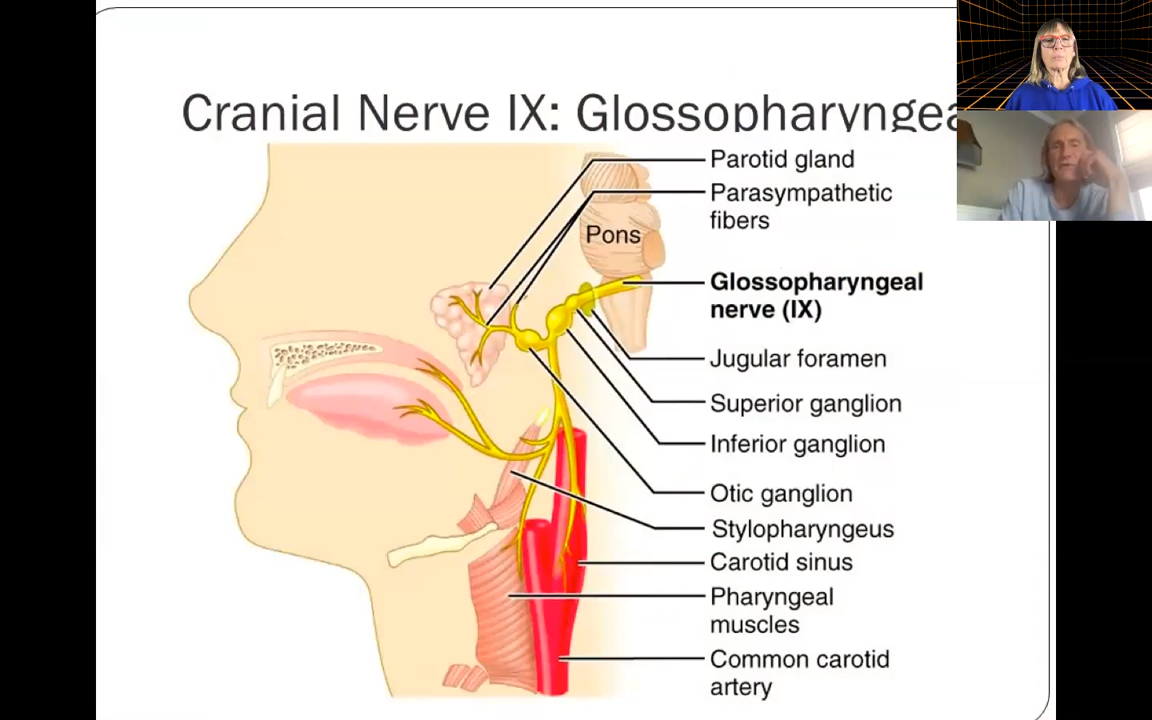 Cranial Nerve IX: Glossopharyngea
Parotid gland
Parasympathetic
fibers
Pons
Glossopharyngeal
nerve (IX)
Jugular foramen
Superior ganglion
Inferior ganglion
Otic ganglion
Stylopharyngeus
Carotid sinus
Pharyngeal
muscles
Common carotid
artery